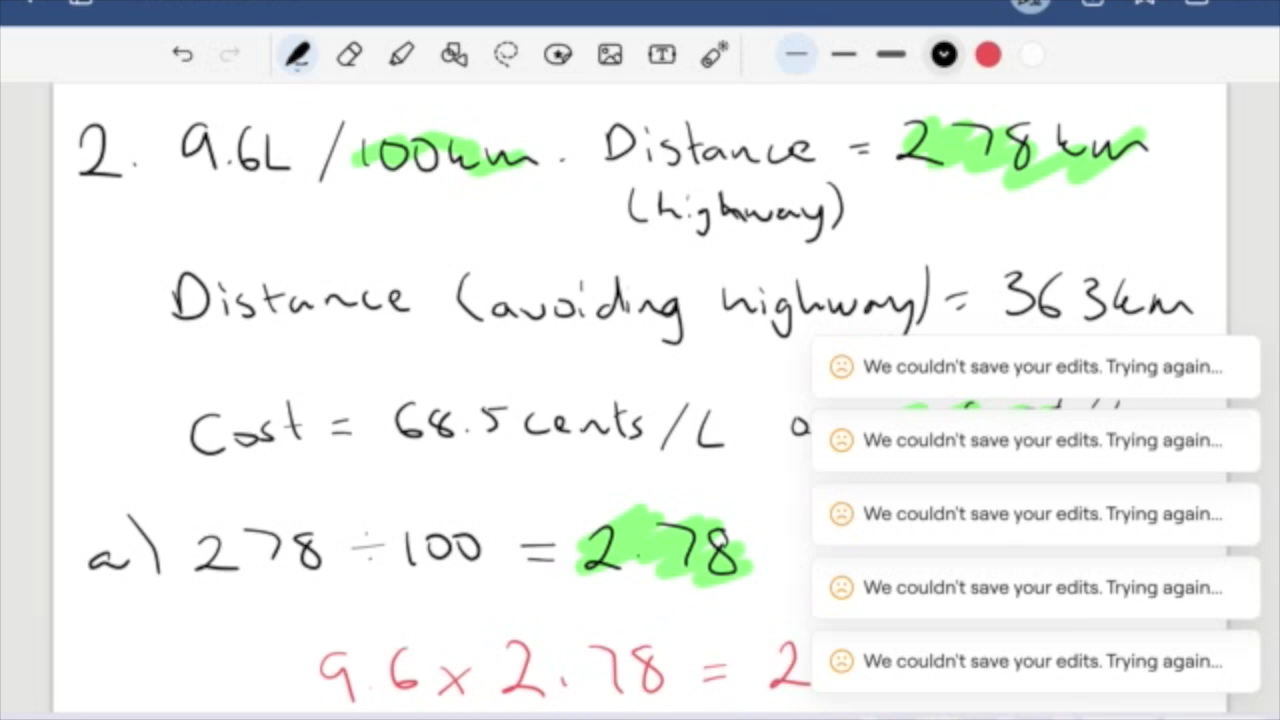 2. 9.6L / 100km. Distance = 278km
(highway)
Distance (avoiding highway) = 363km
We couldn't save your edits. Trying again...
Cost = 68.5 cents/L
We couldn't save your edits. Trying again...
We couldn't save your edits. Trying again...
a) 278 ÷ 100 = 2.78
We couldn't save your edits. Trying again...
9.6 x 2.78 = 2
We couldn't save your edits. Trying again...